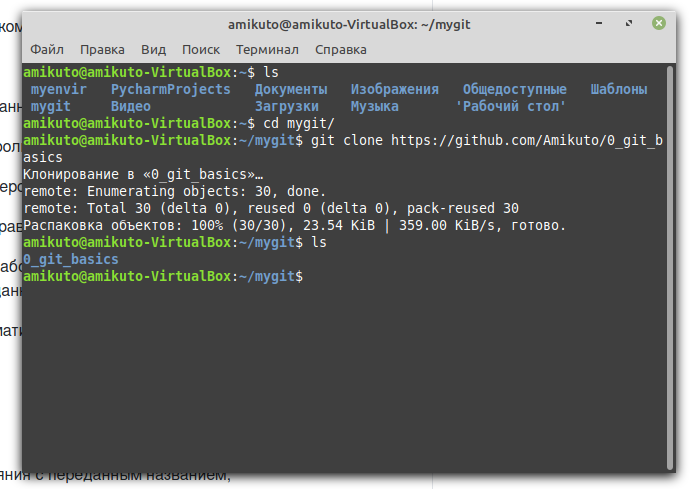 amikuto@amikuto-VirtualBox: ~/mygit
Файл Правка Вид Поиск Терминал Справка
amikuto@amikuto-VirtualBox:~$ ls
myenvir PycharmProjects Документы Изображения Общедоступные Шаблоны
mygit Видео Загрузки Музыка 'Рабочий стол'
amikuto@amikuto-VirtualBox:~$ cd mygit/
amikuto@amikuto-VirtualBox:~/mygit$ git clone https://github.com/Amikuto/0_git_b
asics
Клонирование в «0_git_basics»…
remote: Enumerating objects: 30, done.
remote: Total 30 (delta 0), reused 0 (delta 0), pack-reused 30
Распаковка объектов: 100% (30/30), 23.54 KiB | 359.00 KiB/s, готово.
amikuto@amikuto-VirtualBox:~/mygit$ ls
0_git_basics
amikuto@amikuto-VirtualBox:~/mygit$
с переданным названием,